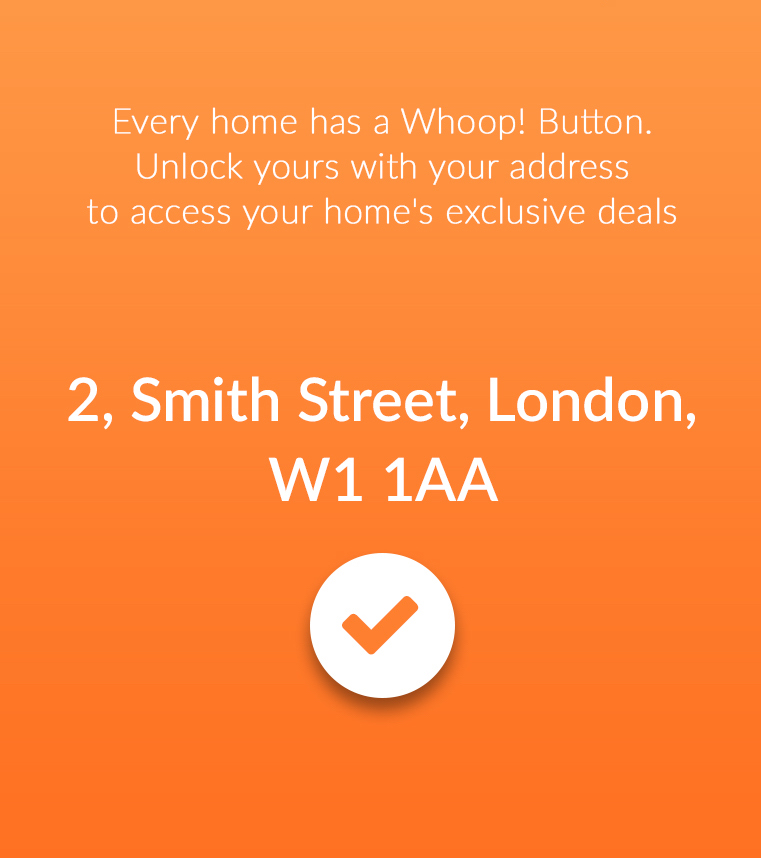 Every home has a Whoop! Button.
Unlock yours with your address
to access your home's exclusive deals
2, Smith Street, London,
W1 1AA